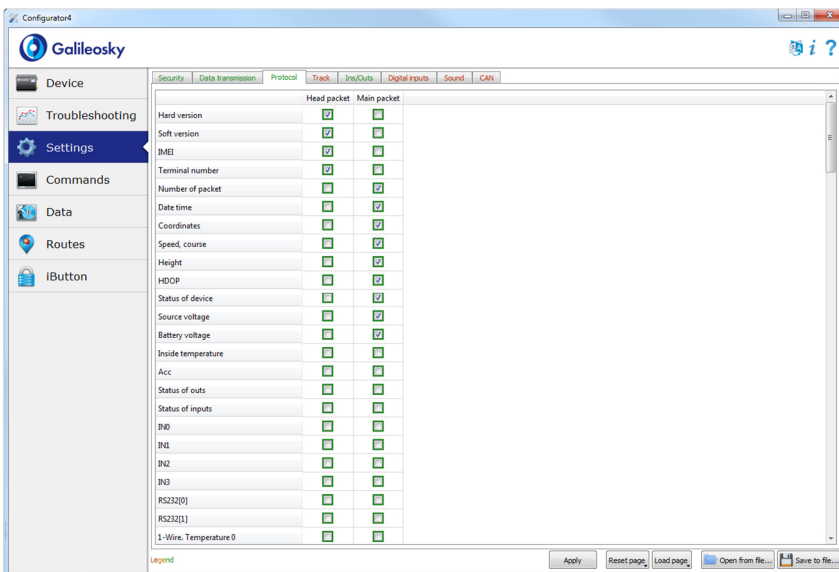 Configurator4
Galileosky
i ?
Device
Troubleshooting
Settings
Commands
Data
Routes
iButton
Security Data transmission Protocol Track Ins/Outs Digital inputs Sound CAN
Head packet Main packet
Hard version
Soft version
IMEI
Terminal number
Number of packet
Date time
Coordinates
Speed, course
Height
HDOP
Status of device
Source voltage
Battery voltage
Inside temperature
Acc
Status of outs
Status of inputs
IN0
IN1
IN2
IN3
RS232[0]
RS232[1]
1-Wire. Temperature 0
Legend
Apply Reset page Load page Open from file... Save to file...